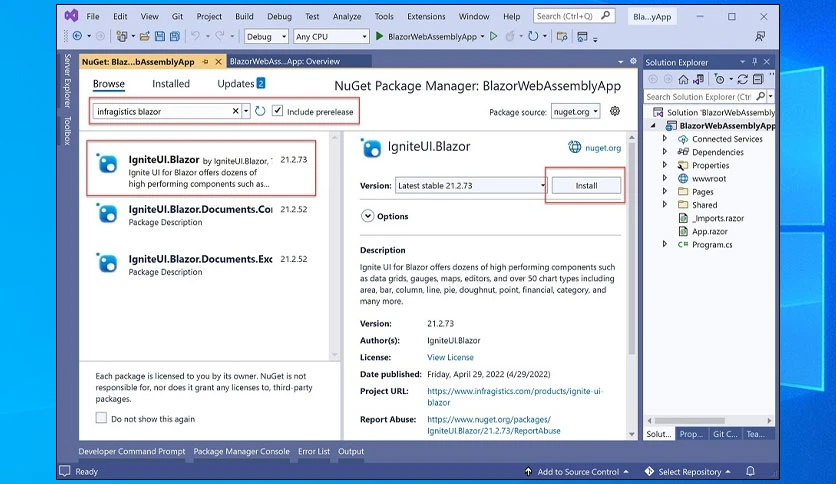 File Edit View Git Project Build Debug Test Analyze Tools Extensions Window Help Search (Ctrl+Q) Bla...yApp
Debug Any CPU BlazorWebAssemblyApp
Server Explorer
Toolbox
NuGet: Blaz...bAssemblyApp BlazorWebAss...App: Overview
Browse Installed Updates 2 NuGet Package Manager: BlazorWebAssemblyApp
infragistics blazor Include prerelease Package source: nuget.org
IgniteUI.Blazor by IgniteUI.Blazor, 21.2.73
Ignite UI for Blazor offers dozens of
high performing components such as...
IgniteUI.Blazor.Documents.Co 21.2.52
Package Description
IgniteUI.Blazor.Documents.Exc 21.2.52
Package Description
Each package is licensed to you by its owner. NuGet is not
responsible for, nor does it grant any licenses to, third-party
packages.
Do not show this again
IgniteUI.Blazor nuget.org
Version: Latest stable 21.2.73 Install
Options
Description
Ignite UI for Blazor offers dozens of high performing components such
as data grids, gauges, maps, editors, and over 50 chart types including
area, bar, column, line, pie, doughnut, point, financial, category, and
many more.
Version: 21.2.73
Author(s): IgniteUI.Blazor
License: View License
Date published: Friday, April 29, 2022 (4/29/2022)
Project URL: https://www.infragistics.com/products/ignite-ui-
blazor
Report Abuse: https://www.nuget.org/packages/
IgniteUI.Blazor/21.2.73/ReportAbuse
Solution Explorer
Search Solution Explorer (Ctrl
Solution 'BlazorWebAssembly
BlazorWebAssemblyApp
Connected Services
Dependencies
Properties
wwwroot
Pages
Shared
_Imports.razor
App.razor
C# Program.cs
Solut... Prop... Git C... Tea...
Developer Command Prompt Package Manager Console Error List Output
Ready Add to Source Control Select Repository